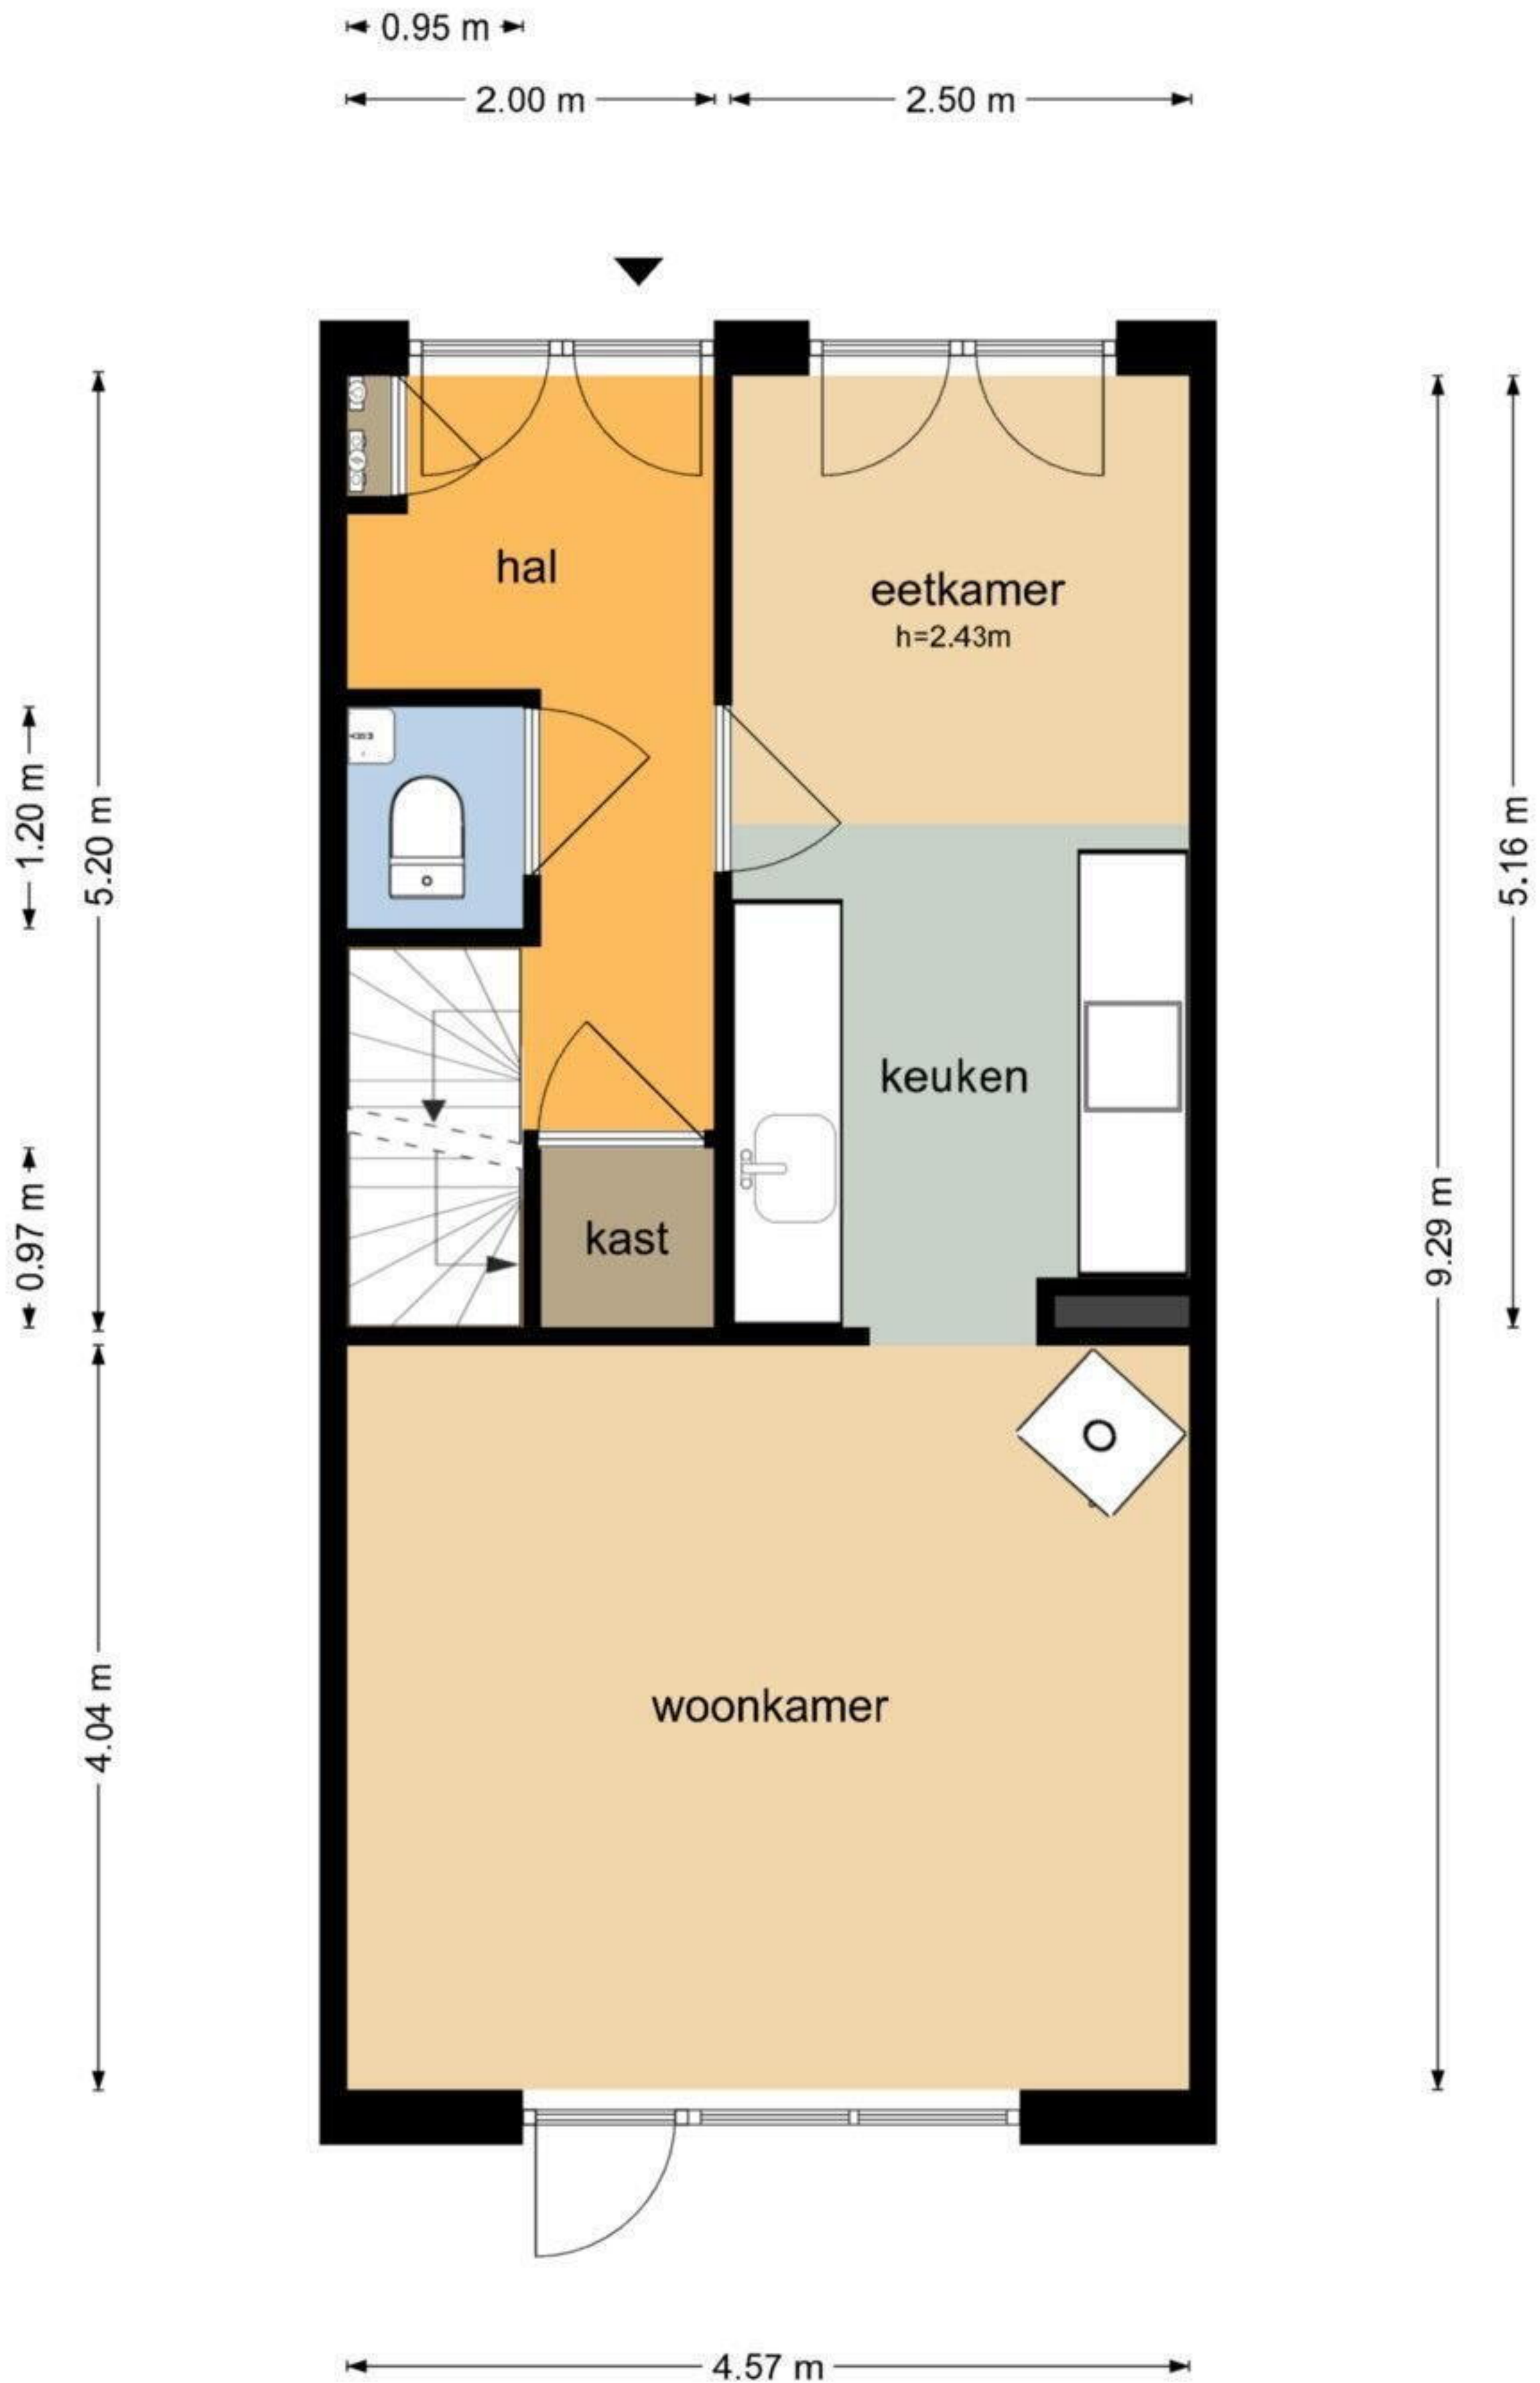 0.95 m
2.00 m
2.50 m
hal
eetkamer
h=2.43m
1.20 m
5.20 m
5.16 m
keuken
0.97 m
kast
9.29 m
4.04 m
woonkamer
4.57 m